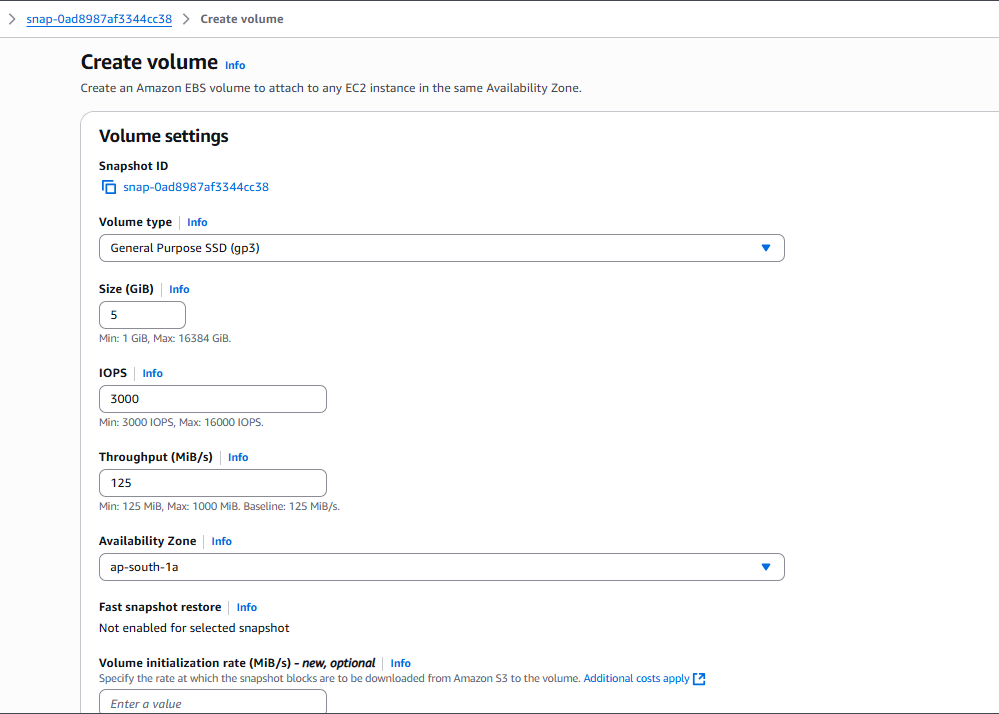 snap-0ad8987af3344cc38 > Create volume
Create volume Info
Create an Amazon EBS volume to attach to any EC2 instance in the same Availability Zone.
Volume settings
Snapshot ID
snap-0ad8987af3344cc38
Volume type Info
General Purpose SSD (gp3)
Size (GiB) Info
5
Min: 1 GiB, Max: 16384 GiB.
IOPS Info
3000
Min: 3000 IOPS, Max: 16000 IOPS.
Throughput (MiB/s) Info
125
Min: 125 MiB, Max: 1000 MiB. Baseline: 125 MiB/s.
Availability Zone Info
ap-south-1a
Fast snapshot restore Info
Not enabled for selected snapshot
Volume initialization rate (MiB/s) - new, optional Info
Specify the rate at which the snapshot blocks are to be downloaded from Amazon S3 to the volume. Additional costs apply
Enter a value